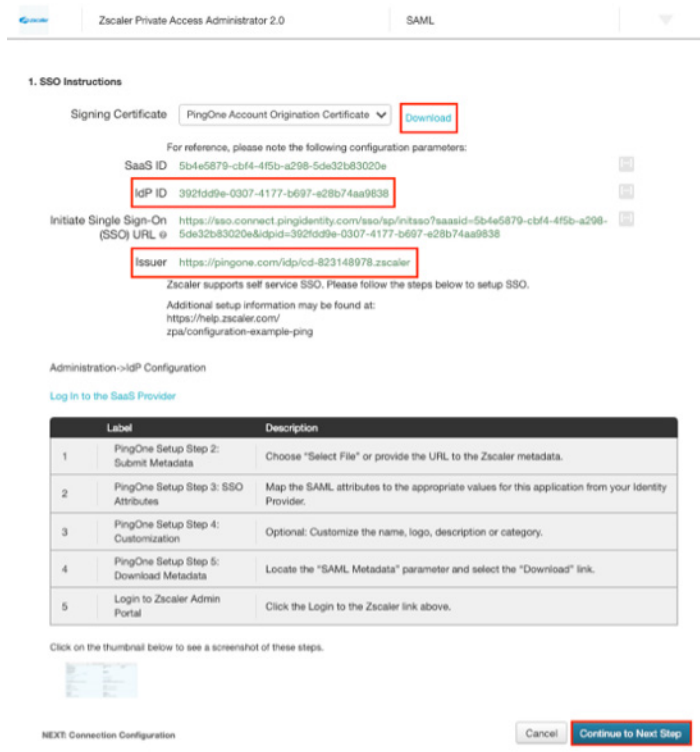 zscaler
Zscaler Private Access Administrator 2.0
SAML
1. SSO Instructions
Signing Certificate
PingOne Account Origination Certificate
Download
For reference, please note the following configuration parameters:
SaaS ID
5b4e5879-cbf4-4f5b-a298-5de32b83020e
IdP ID
392fdd9e-0307-4177-b697-e28b74aa9838
Initiate Single Sign-On
(SSO) URL
https://sso.connect.pingidentity.com/sso/sp/initsso?saasid=5b4e5879-cbf4-4f5b-a298-
5de32b83020e&idpid=392fdd9e-0307-4177-b697-e28b74aa9838
Issuer
https://pingone.com/idp/cd-823148978.zscaler
Zscaler supports self service SSO. Please follow the steps below to setup SSO.
Additional setup information may be found at:
https://help.zscaler.com/
zpa/configuration-example-ping
Administration->IdP Configuration
Log In to the SaaS Provider
Label
Description
1
PingOne Setup Step 2:
Submit Metadata
Choose "Select File" or provide the URL to the Zscaler metadata.
2
PingOne Setup Step 3: SSO
Attributes
Map the SAML attributes to the appropriate values for this application from your Identity
Provider.
3
PingOne Setup Step 4:
Customization
Optional: Customize the name, logo, description or category.
4
PingOne Setup Step 5:
Download Metadata
Locate the "SAML Metadata" parameter and select the "Download" link.
5
Login to Zscaler Admin
Portal
Click the Login to the Zscaler link above.
Click on the thumbnail below to see a screenshot of these steps.
NEXT: Connection Configuration
Cancel
Continue to Next Step